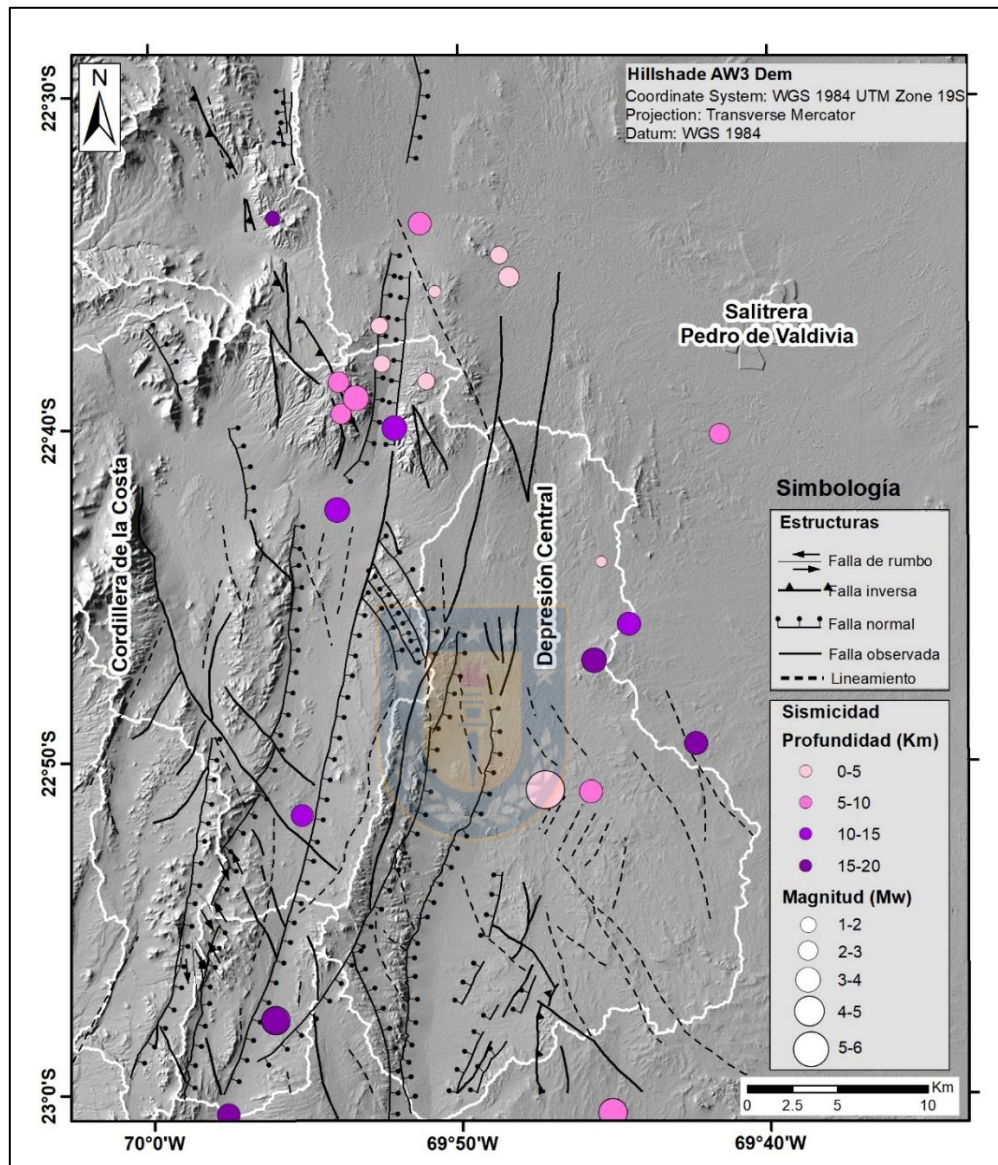 N
Hillshade AW3 Dem
Coordinate System: WGS 1984 UTM Zone 19S
Projection: Transverse Mercator
Datum: WGS 1984
22°30'S
22°40'S
22°50'S
23°0'S
70°0'W
69°50'W
69°40'W
Salitrera
Pedro de Valdivia
Cordillera de la Costa
Depresión Central
Simbología
Estructuras
Falla de rumbo
Falla inversa
Falla normal
Falla observada
Lineamiento
Sismicidad
Profundidad (Km)
0-5
5-10
10-15
15-20
Magnitud (Mw)
1-2
2-3
3-4
4-5
5-6
Km
0 2.5 5 10